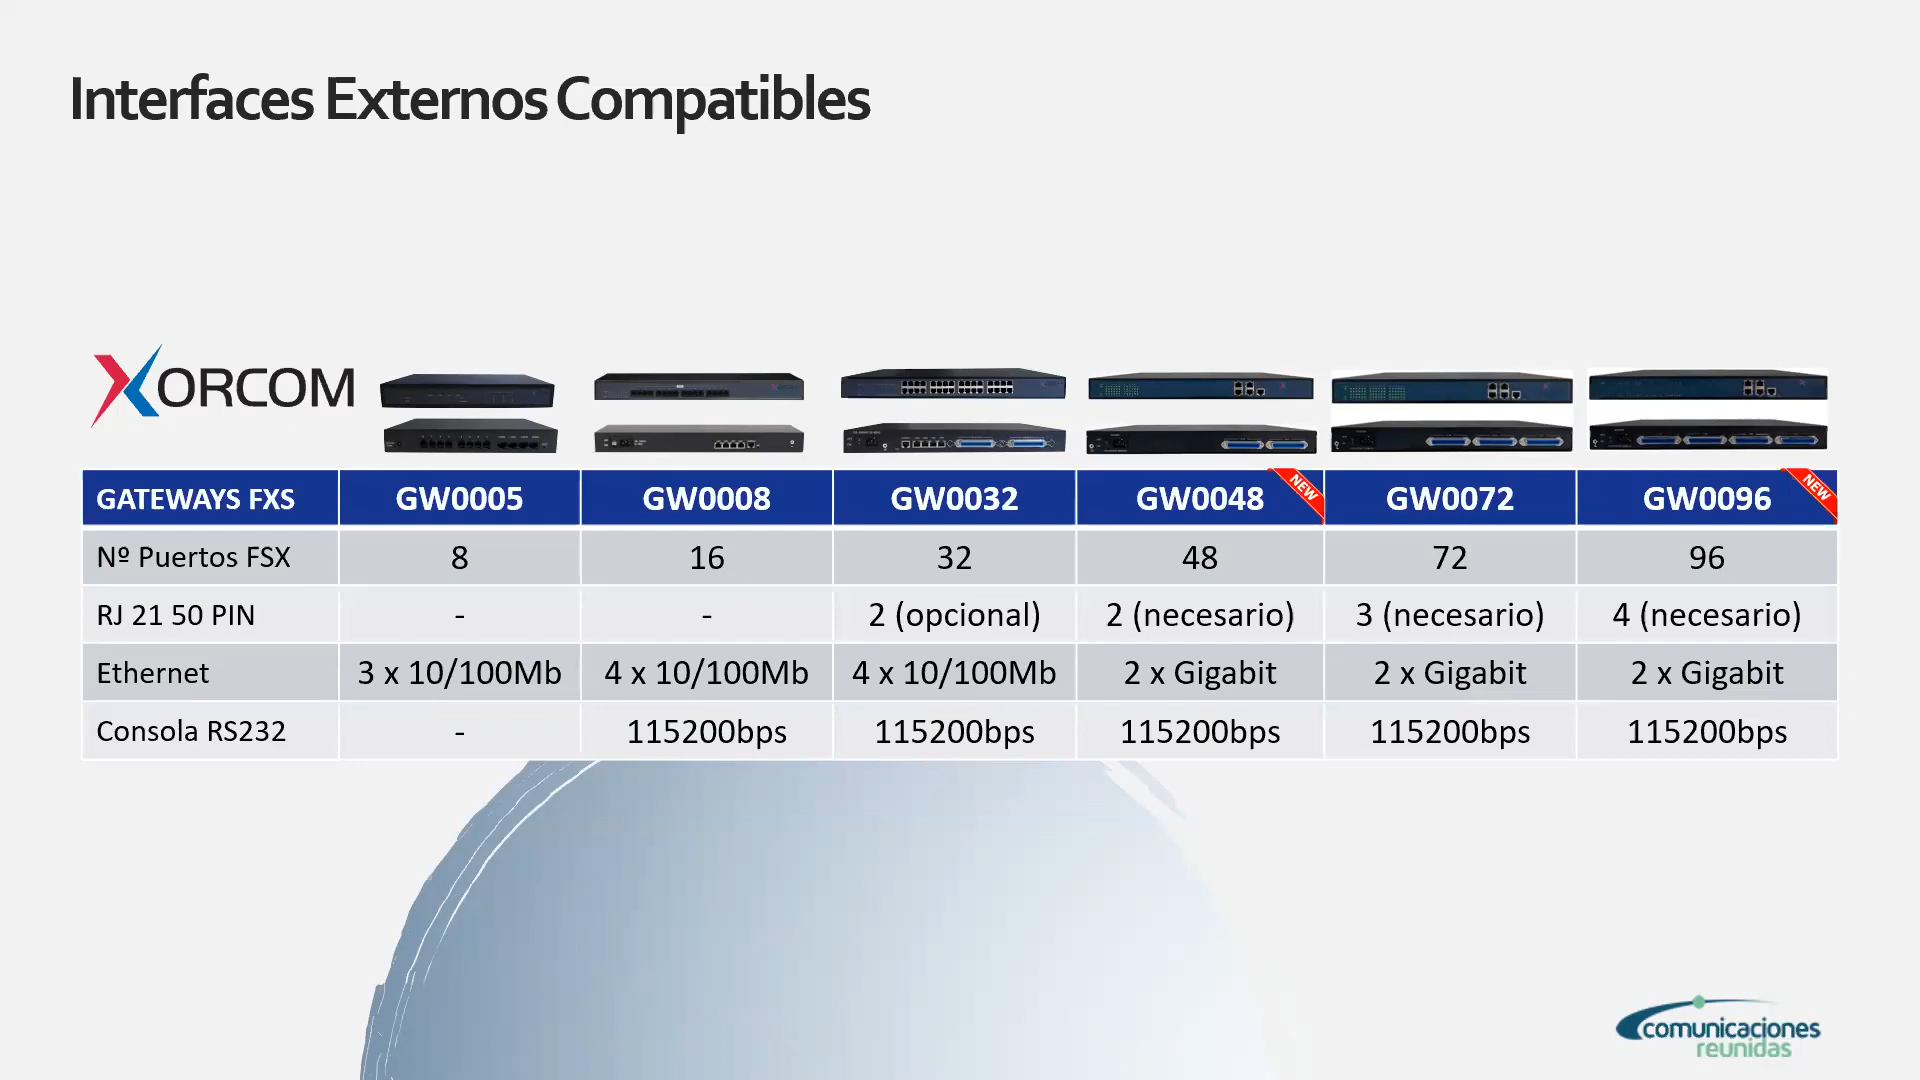 Interfaces Externos Compatibles
XORCOM
GATEWAYS FXS GW0005 GW0008 GW0032 GW0048 NEW GW0072 GW0096 NEW
Nº Puertos FSX 8 16 32 48 72 96
RJ 21 50 PIN - - 2 (opcional) 2 (necesario) 3 (necesario) 4 (necesario)
Ethernet 3 x 10/100Mb 4 x 10/100Mb 4 x 10/100Mb 2 x Gigabit 2 x Gigabit 2 x Gigabit
Consola RS232 - 115200bps 115200bps 115200bps 115200bps 115200bps
comunicaciones
reunidas